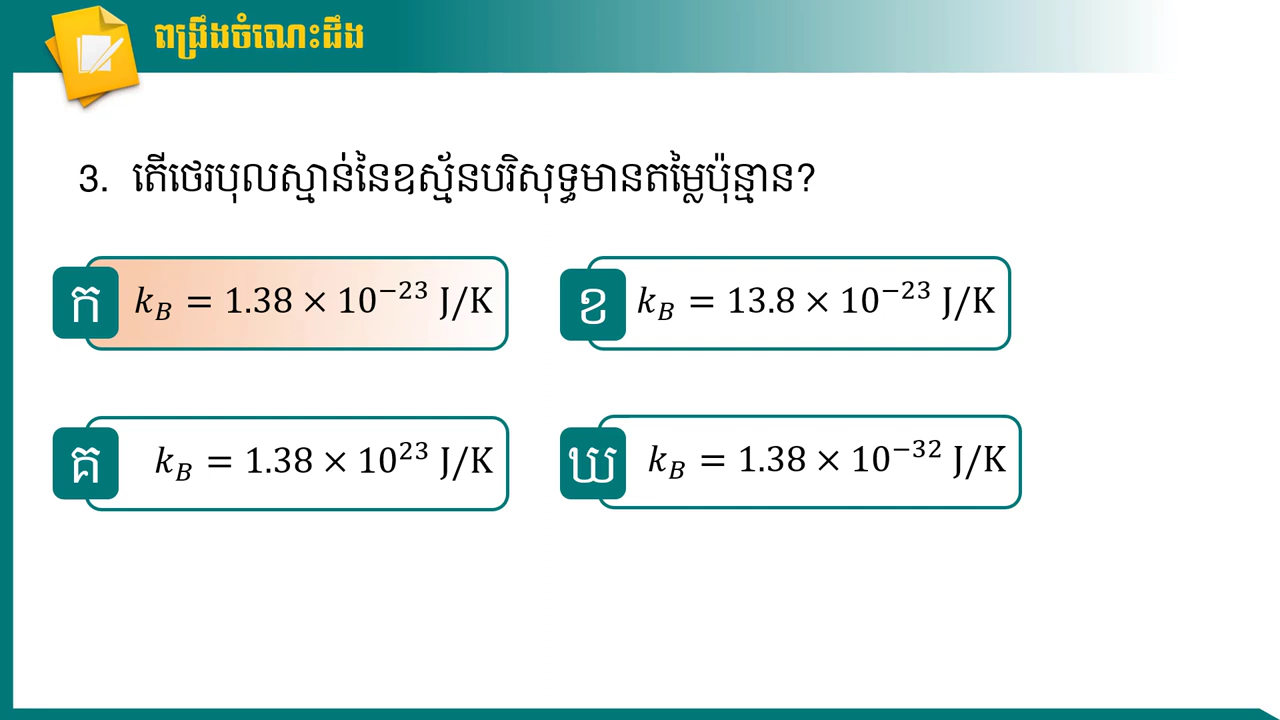 ពង្រឹងចំណេះដឹង
3. តើថេរបុលស្មាន់នៃឧស្ម័នបរិសុទ្ធមានតម្លៃប៉ុន្មាន?
ក k_B = 1.38 × 10⁻²³ J/K
ខ k_B = 13.8 × 10⁻²³ J/K
គ k_B = 1.38 × 10²³ J/K
ឃ k_B = 1.38 × 10⁻³² J/K